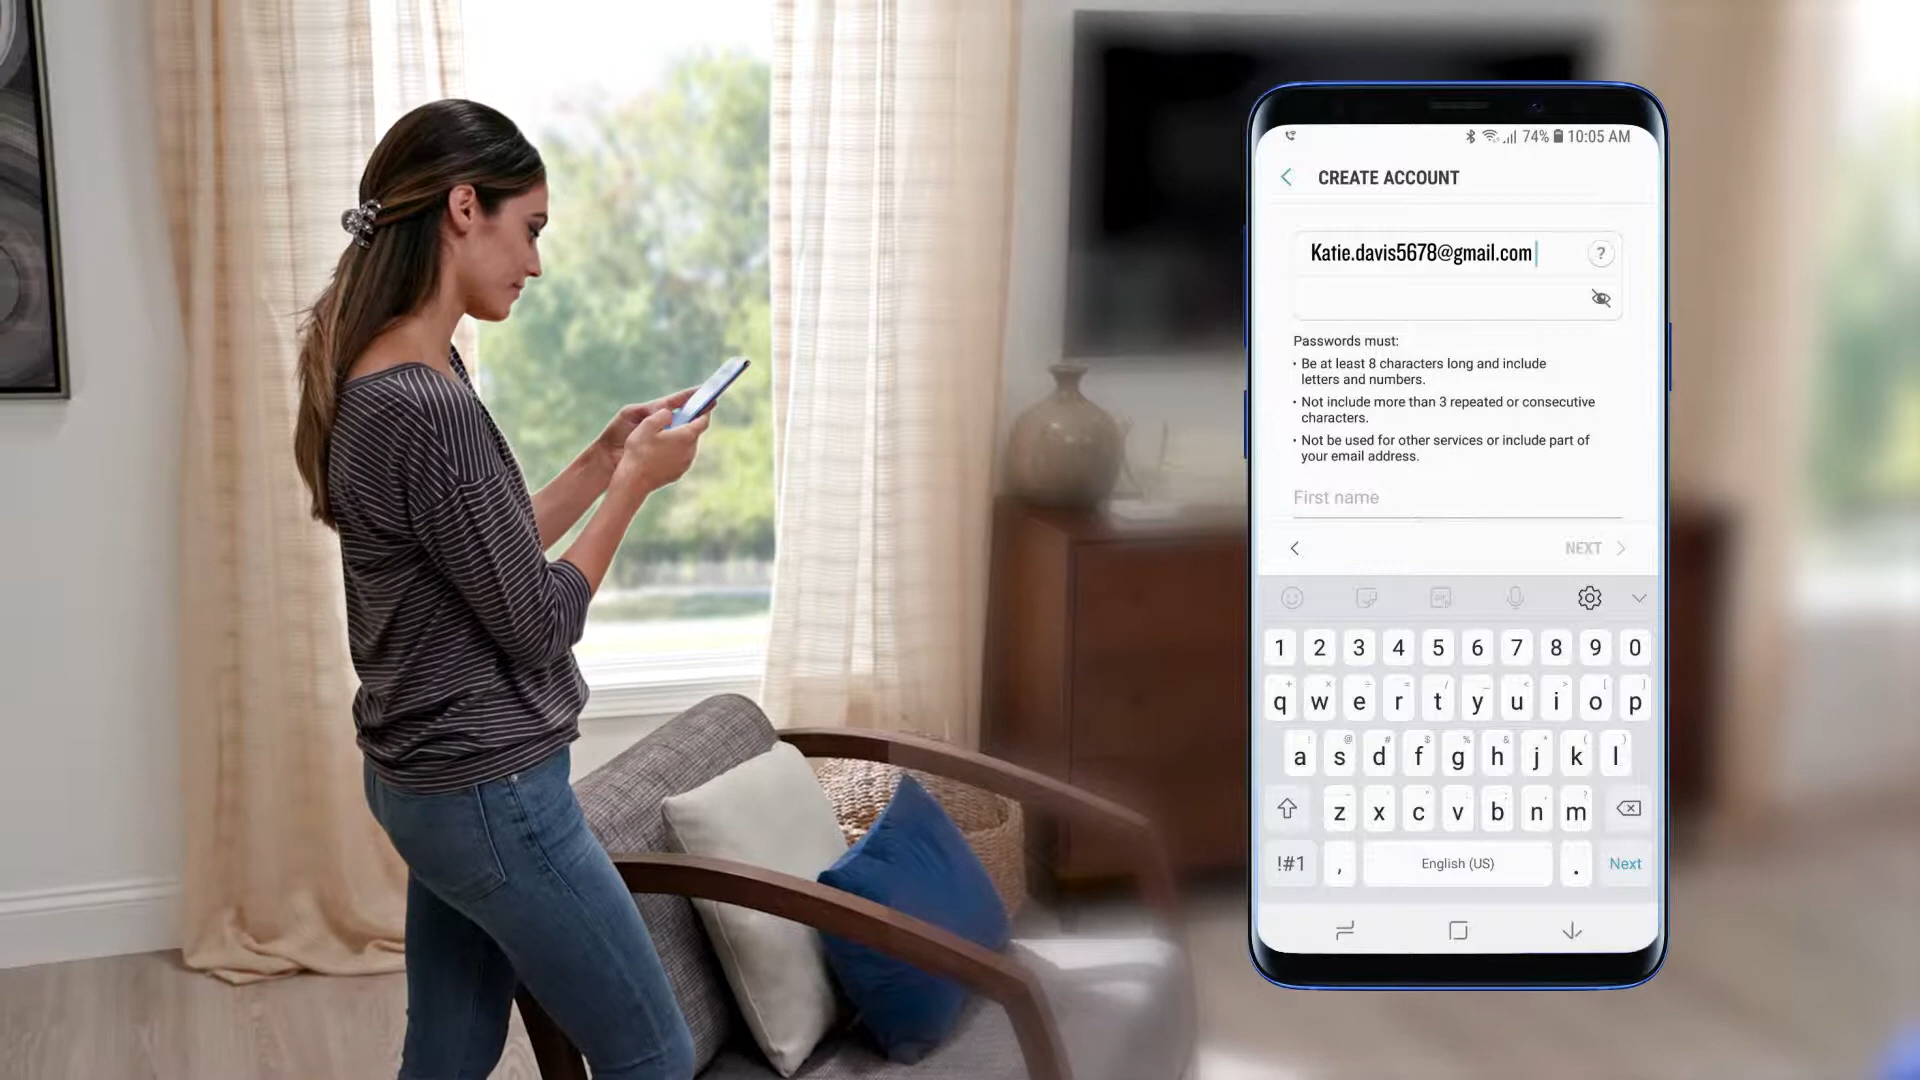 74% 10:05 AM
CREATE ACCOUNT
Katie.davis5678@gmail.com
?
Passwords must:
• Be at least 8 characters long and include
letters and numbers.
• Not include more than 3 repeated or consecutive
characters.
• Not be used for other services or include part of
your email address.
First name
NEXT
1 2 3 4 5 6 7 8 9 0
q w e r t y u i o p
a s d f g h j k l
z x c v b n m
!#1 , English (US) . Next